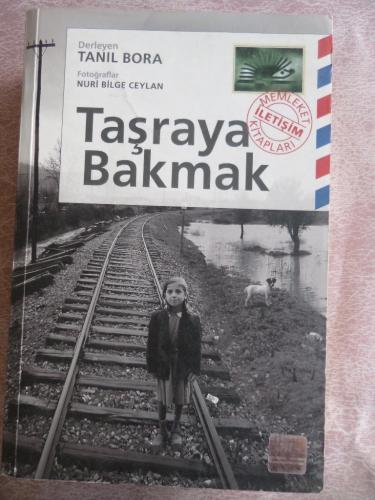 Derleyen
TANIL BORA
Fotoğraflar
NURİ BİLGE CEYLAN
MEMLEKET
İLETİŞİM
KİTAPLARI
Taşraya
Bakmak